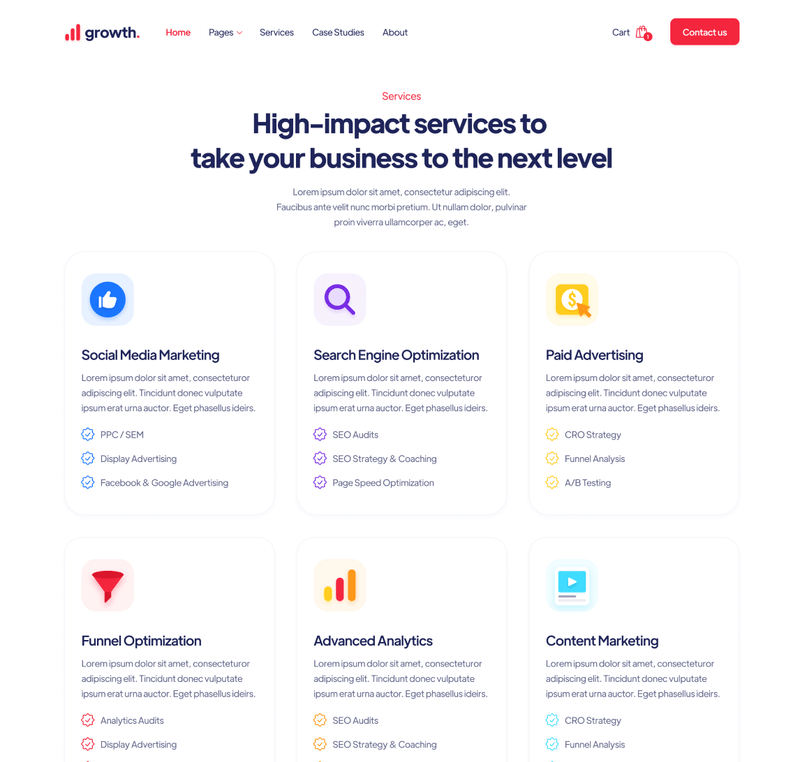 growth.
Home
Pages
Services
Case Studies
About
Cart
1
Contact us
Services
High-impact services to
take your business to the next level
Lorem ipsum dolor sit amet, consectetur adipiscing elit.
Faucibus ante velit nunc morbi pretium. Ut nullam dolor, pulvinar
proin viverra ullamcorper ac, eget.
Social Media Marketing
Lorem ipsum dolor sit amet, consecteturor
adipiscing elit. Tincidunt donec vulputate
ipsum erat urna auctor. Eget phasellus ideirs.
PPC / SEM
Display Advertising
Facebook & Google Advertising
Search Engine Optimization
Lorem ipsum dolor sit amet, consecteturor
adipiscing elit. Tincidunt donec vulputate
ipsum erat urna auctor. Eget phasellus ideirs.
SEO Audits
SEO Strategy & Coaching
Page Speed Optimization
Paid Advertising
Lorem ipsum dolor sit amet, consecteturor
adipiscing elit. Tincidunt donec vulputate
ipsum erat urna auctor. Eget phasellus ideirs.
CRO Strategy
Funnel Analysis
A/B Testing
Funnel Optimization
Lorem ipsum dolor sit amet, consecteturor
adipiscing elit. Tincidunt donec vulputate
ipsum erat urna auctor. Eget phasellus ideirs.
Analytics Audits
Display Advertising
Advanced Analytics
Lorem ipsum dolor sit amet, consecteturor
adipiscing elit. Tincidunt donec vulputate
ipsum erat urna auctor. Eget phasellus ideirs.
SEO Audits
SEO Strategy & Coaching
Content Marketing
Lorem ipsum dolor sit amet, consecteturor
adipiscing elit. Tincidunt donec vulputate
ipsum erat urna auctor. Eget phasellus ideirs.
CRO Strategy
Funnel Analysis